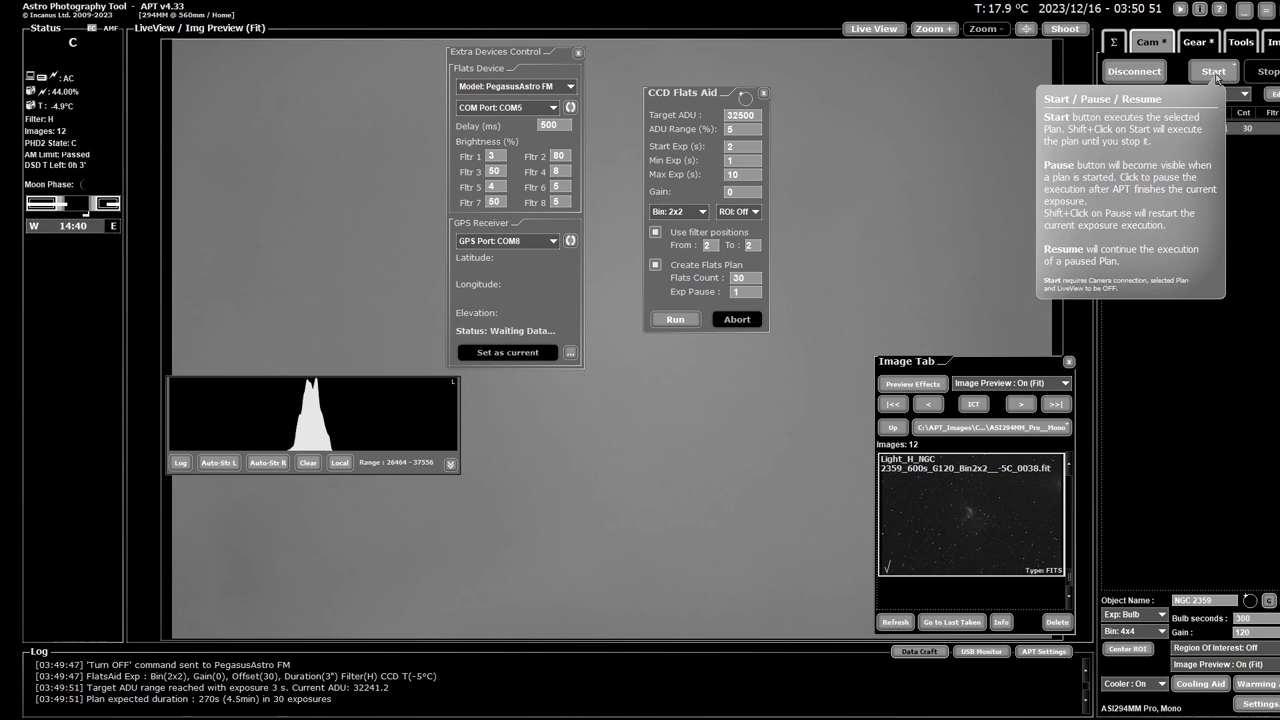 Astro Photography Tool - APT v4.33
© Incanus Ltd. 2009-2023 [294MM @ 560mm / Home]
T: 17.9 °C 2023/12/16 - 03:50 51
Status
AMF
LiveView / Img Preview (Fit)
Live View
Zoom +
Zoom -
Shoot
Σ
Cam *
Gear *
Tools
C
: AC
: 44.00%
T : -4.9°C
Filter: H
Images: 12
PHD2 State: C
AM Limit: Passed
DSD T Left: 0h 3'
Moon Phase:
W 14:40 E
Extra Devices Control
x
Flats Device
Model: PegasusAstro FM
COM Port: COM5
Delay (ms) 500
Brightness (%)
Fltr 1 3 Fltr 2 80
Fltr 3 50 Fltr 4 8
Fltr 5 4 Fltr 6 5
Fltr 7 50 Fltr 8 5
GPS Receiver
GPS Port: COM8
Latitude:
Longitude:
Elevation:
Status: Waiting Data...
Set as current ...
CCD Flats Aid
x
Target ADU: 32500
ADU Range (%): 5
Start Exp (s): 2
Min Exp (s): 1
Max Exp (s): 10
Gain: 0
Bin: 2x2 ROI: Off
Use filter positions
From : 2 To : 2
Create Flats Plan
Flats Count : 30
Exp Pause : 1
Run Abort
Disconnect Start Stop
Cnt Fltr
30
Start / Pause / Resume
Start button executes the selected
Plan. Shift+Click on Start will execute
the plan until you stop it.
Pause button will become visible when
a plan is started. Click to pause the
execution after APT finishes the current
exposure.
Shift+Click on Pause will restart the
current exposure execution.
Resume will continue the execution
of a paused Plan.
Start requires Camera connection, selected Plan
and LiveView to be OFF.
L
Log Auto-Str L Auto-Str R Clear Local Range : 26464 - 37556
Image Tab
x
Preview Effects Image Preview : On (Fit)
|<< < ICT > >>|
Up C:\APT_Images\C...\ASI294MM_Pro__Mono
Images: 12
Light_H_NGC
2359_600s_G120_Bin2x2__-5C_0038.fit
√ Type: FITS
Refresh Go to Last Taken Info Delete
Object Name : NGC 2359
Exp: Bulb Bulb seconds : 300
Bin: 4x4 Gain : 120
Center ROI Region Of Interest: Off
Image Preview : On (Fit)
Cooler : On Cooling Aid Warming
ASI294MM Pro, Mono Settings
Log
Data Craft USB Monitor APT Settings
[03:49:47] 'Turn OFF' command sent to PegasusAstro FM
[03:49:47] FlatsAid Exp : Bin(2x2), Gain(0), Offset(30), Duration(3") Filter(H) CCD T(-5°C)
[03:49:51] Target ADU range reached with exposure 3 s. Current ADU: 32241.2
[03:49:51] Plan expected duration : 270s (4.5min) in 30 exposures